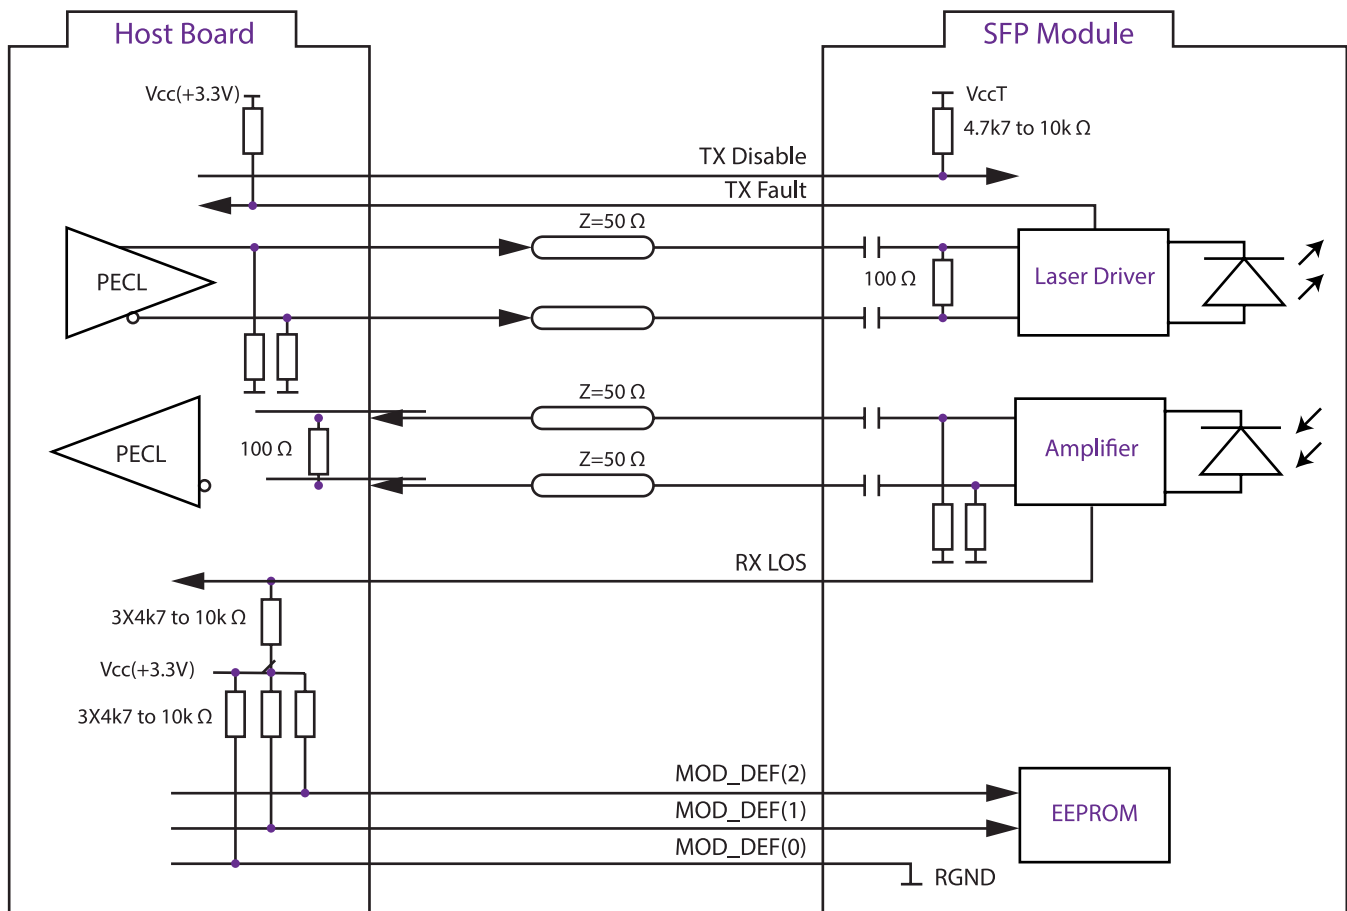 Host Board
SFP Module
Vcc(+3.3V)
VccT
4.7k7 to 10k Ω
TX Disable
TX Fault
Z=50 Ω
PECL
100 Ω
Laser Driver
Z=50 Ω
PECL
100 Ω
Z=50 Ω
Amplifier
RX LOS
3X4k7 to 10k Ω
Vcc(+3.3V)
3X4k7 to 10k Ω
MOD_DEF(2)
MOD_DEF(1)
EEPROM
MOD_DEF(0)
RGND